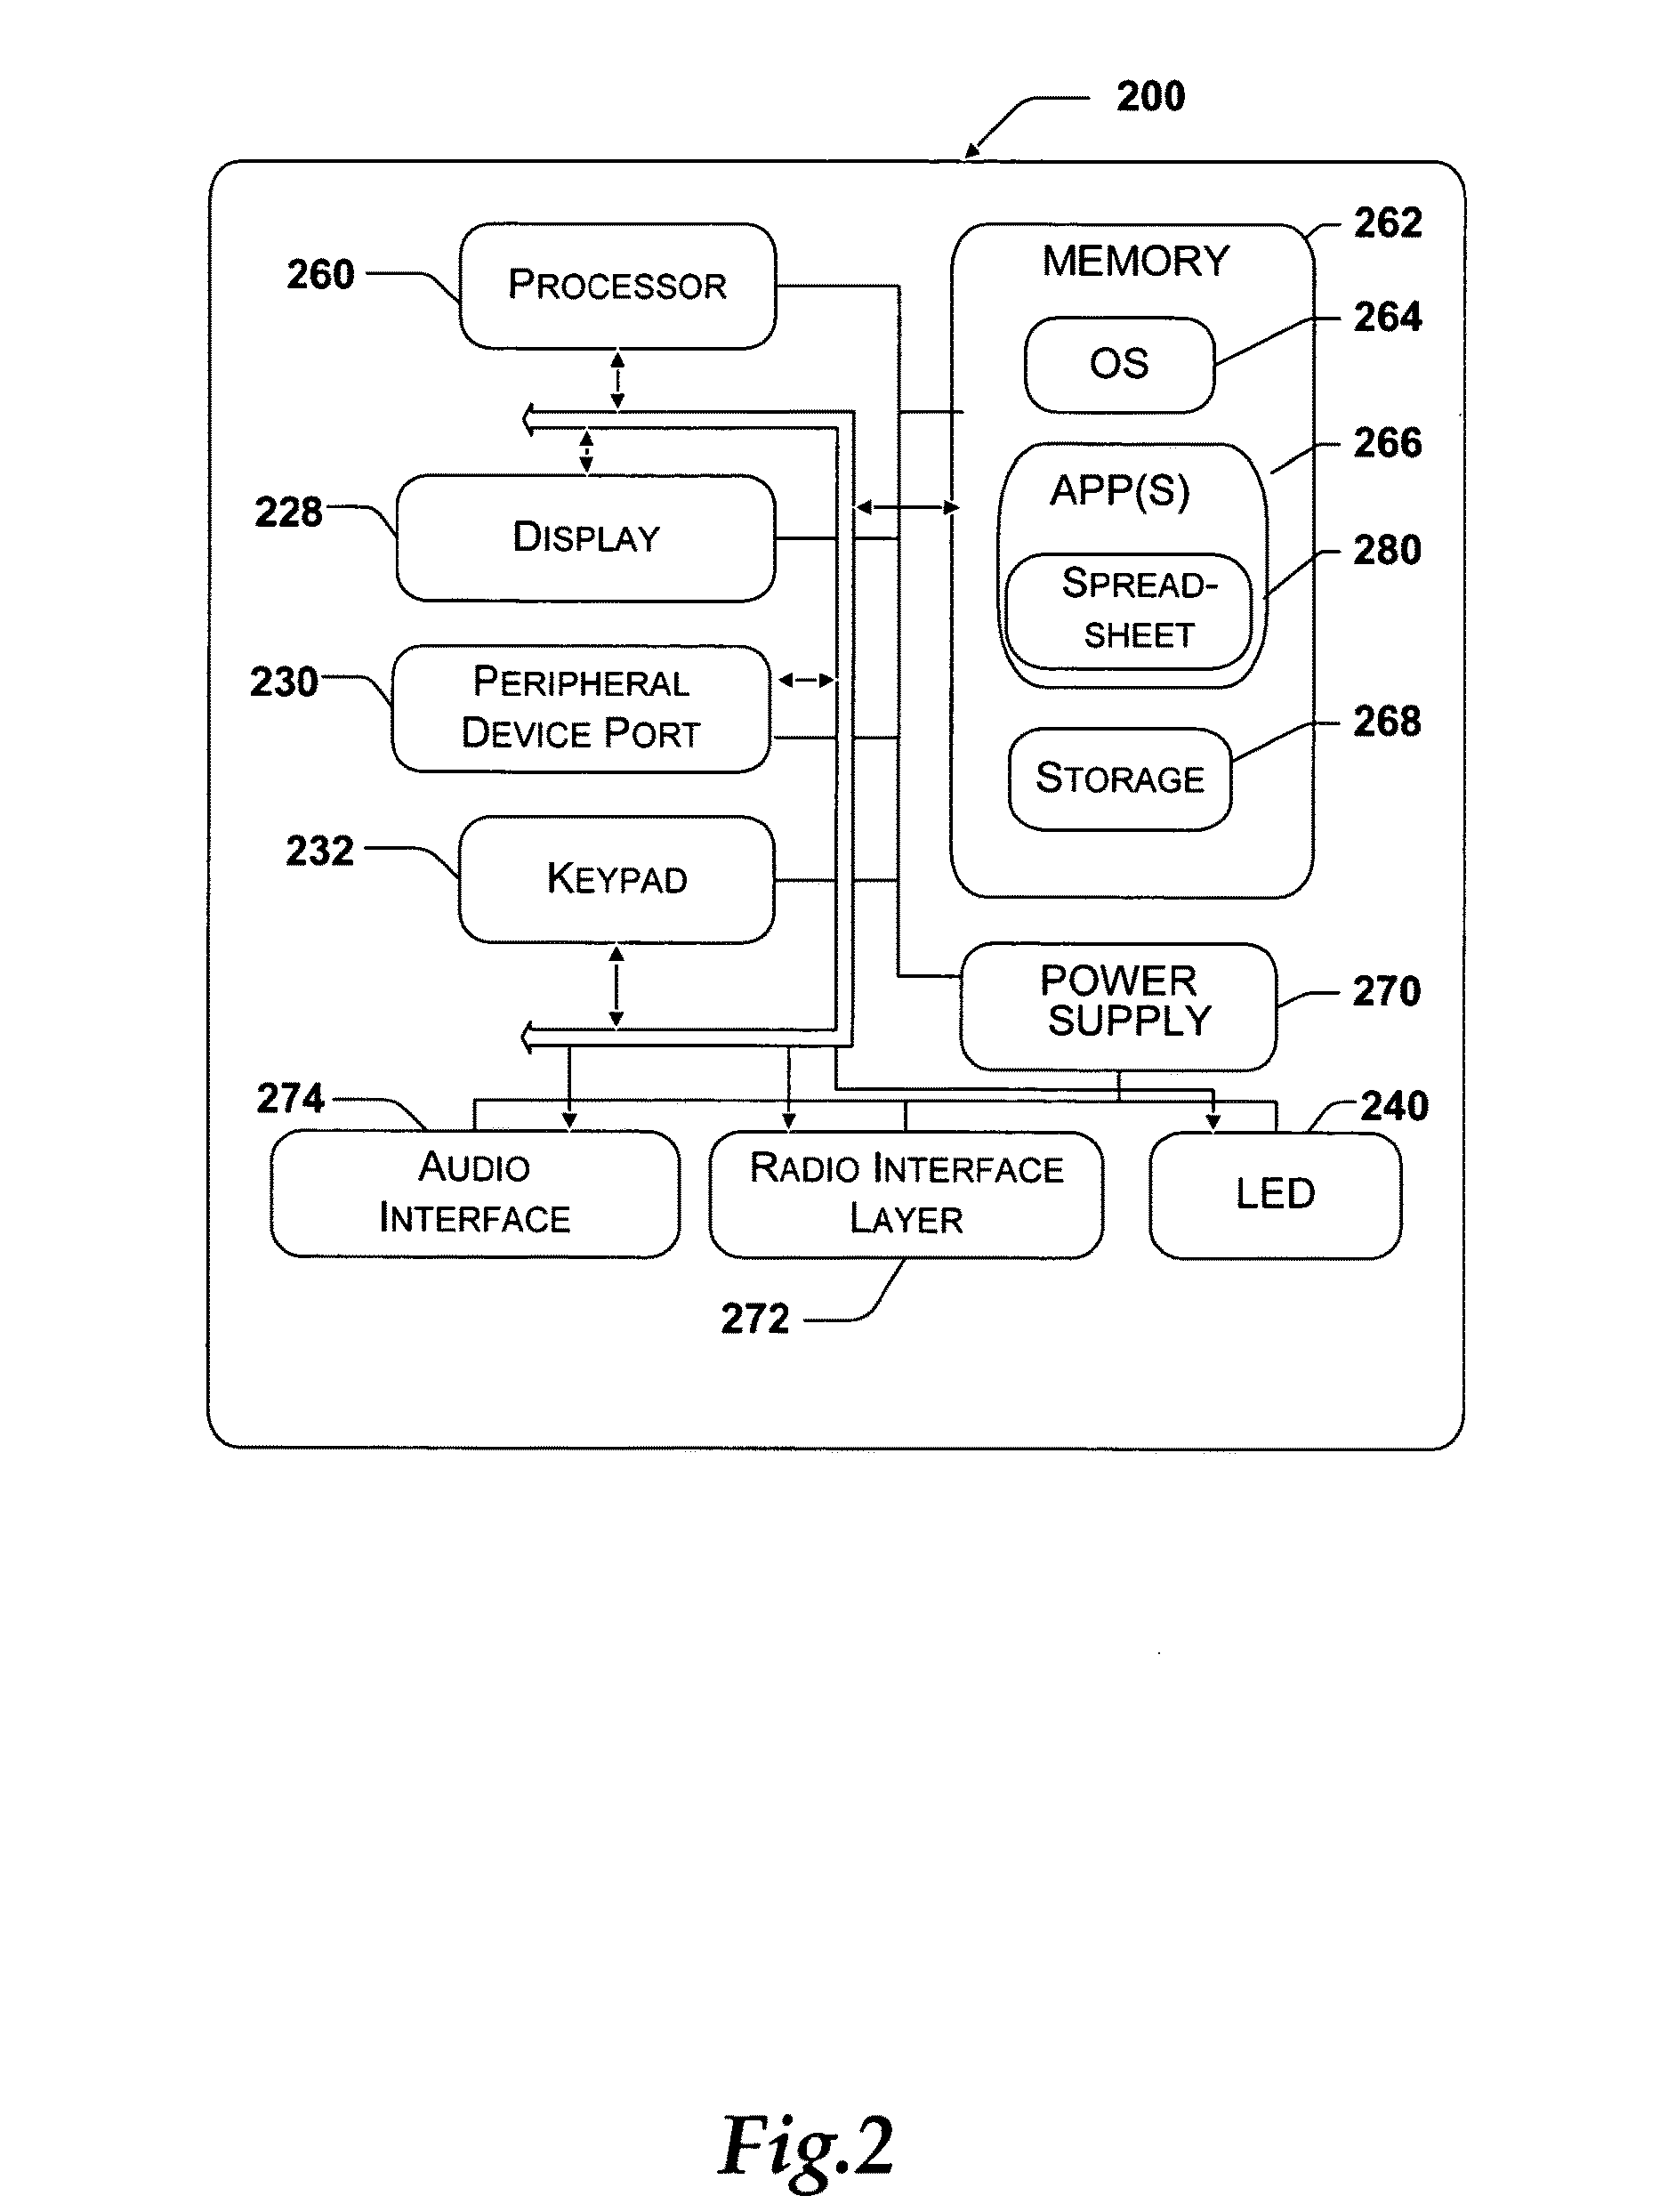 200
262
MEMORY
260
PROCESSOR
264
OS
266
APP(S)
228
DISPLAY
280
SPREAD-
SHEET
230
PERIPHERAL
DEVICE PORT
268
STORAGE
232
KEYPAD
270
POWER
SUPPLY
274
240
AUDIO
INTERFACE
RADIO INTERFACE
LAYER
LED
272
Fig.2